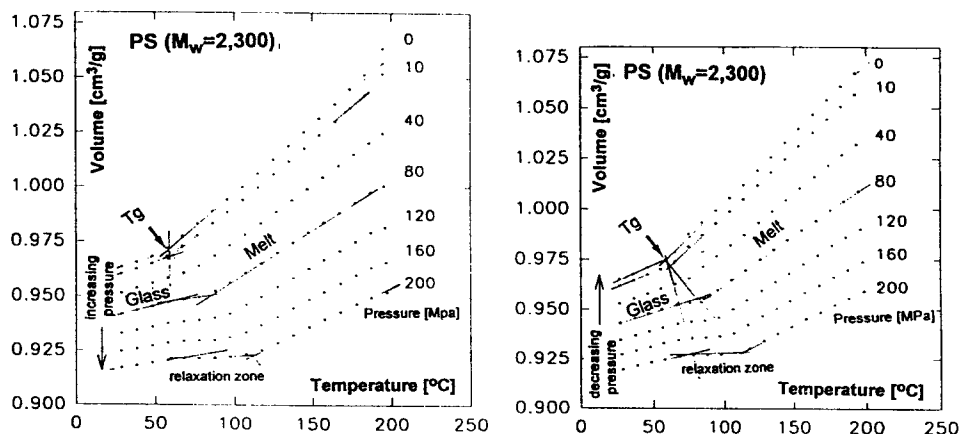 1.075
1.050
1.025
1.000
0.975
0.950
0.925
0.900
Volume [cm³/g]
PS (Mw=2,300)
0
10
40
80
120
160
200
Pressure [Mpa]
Tg
Glass
Melt
increasing
pressure
relaxation zone
Temperature [ºC]
0 50 100 150 200 250
1.075
1.050
1.025
1.000
0.975
0.950
0.925
0.900
Volume [cm³/g]
PS (Mw=2,300)
0
10
40
80
120
160
200
Pressure [MPa]
Tg
Glass
Melt
decreasing
pressure
relaxation zone
Temperature [ºC]
0 50 100 150 200 250